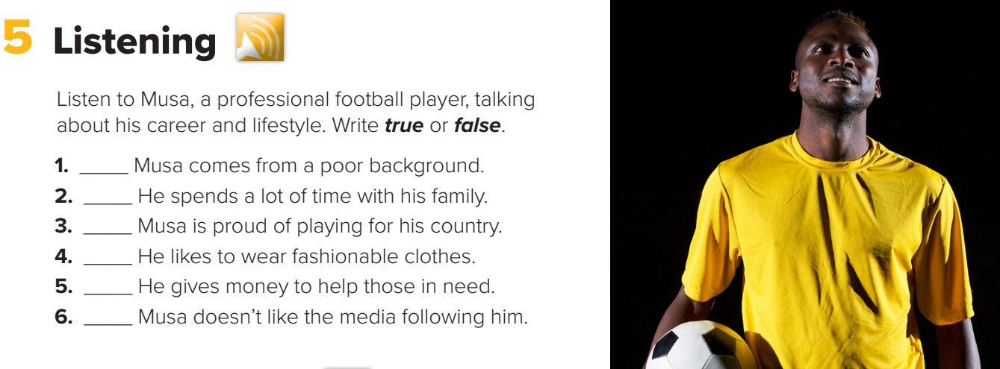 5 Listening
Listen to Musa, a professional football player, talking
about his career and lifestyle. Write true or false.
1. _____ Musa comes from a poor background.
2. _____ He spends a lot of time with his family.
3. _____ Musa is proud of playing for his country.
4. _____ He likes to wear fashionable clothes.
5. _____ He gives money to help those in need.
6. _____ Musa doesn’t like the media following him.